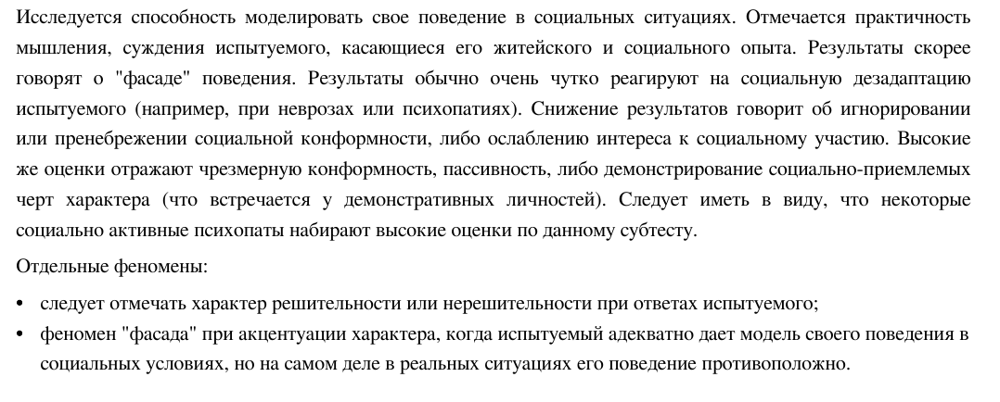 Исследуется способность моделировать свое поведение в социальных ситуациях. Отмечается практичность
мышления, суждения испытуемого, касающиеся его житейского и социального опыта. Результаты скорее
говорят о "фасаде" поведения. Результаты обычно очень чутко реагируют на социальную дезадаптацию
испытуемого (например, при неврозах или психопатиях). Снижение результатов говорит об игнорировании
или пренебрежении социальной конформности, либо ослаблению интереса к социальному участию. Высокие
же оценки отражают чрезмерную конформность, пассивность, либо демонстрирование социально-приемлемых
черт характера (что встречается у демонстративных личностей). Следует иметь в виду, что некоторые
социально активные психопаты набирают высокие оценки по данному субтесту.
Отдельные феномены:
• следует отмечать характер решительности или нерешительности при ответах испытуемого;
• феномен "фасада" при акцентуации характера, когда испытуемый адекватно дает модель своего поведения в
социальных условиях, но на самом деле в реальных ситуациях его поведение противоположно.